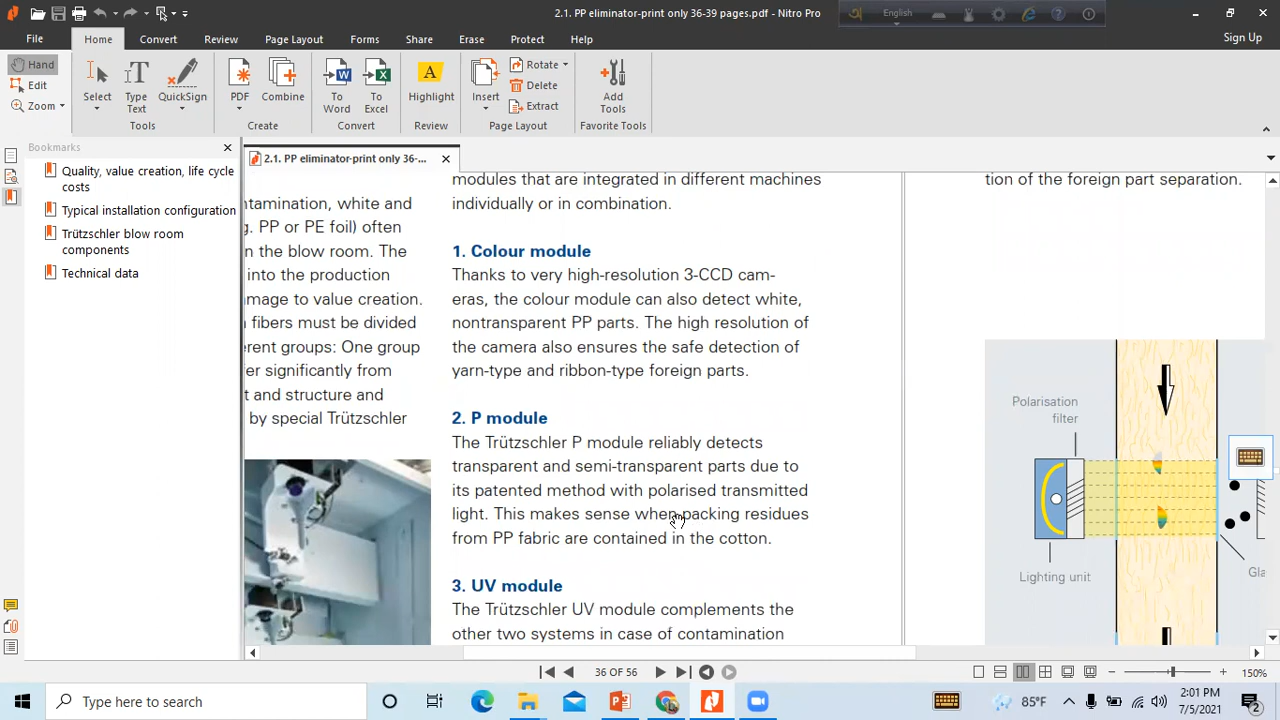 2.1. PP eliminator-print only 36-39 pages.pdf - Nitro Pro
English
File
Home
Convert
Review
Page Layout
Forms
Share
Erase
Protect
Help
Sign Up
Hand
Edit
Zoom
Select
Type
Text
QuickSign
Tools
PDF
Combine
Create
To
Word
To
Excel
Convert
Highlight
Review
Insert
Rotate
Delete
Extract
Page Layout
Add
Tools
Favorite Tools
Bookmarks
Quality, value creation, life cycle
costs
Typical installation configuration
Trützschler blow room
components
Technical data
2.1. PP eliminator-print only 36-...
ntamination, white and
g. PP or PE foil) often
n the blow room. The
into the production
mage to value creation.
fibers must be divided
erent groups: One group
er significantly from
t and structure and
by special Trützschler
modules that are integrated in different machines
individually or in combination.
1. Colour module
Thanks to very high-resolution 3-CCD cam-
eras, the colour module can also detect white,
nontransparent PP parts. The high resolution of
the camera also ensures the safe detection of
yarn-type and ribbon-type foreign parts.
2. P module
The Trützschler P module reliably detects
transparent and semi-transparent parts due to
its patented method with polarised transmitted
light. This makes sense when packing residues
from PP fabric are contained in the cotton.
3. UV module
The Trützschler UV module complements the
other two systems in case of contamination
tion of the foreign part separation.
Polarisation
filter
Lighting unit
Gla
36 OF 56
150%
Type here to search
85°F
2:01 PM
7/5/2021
2